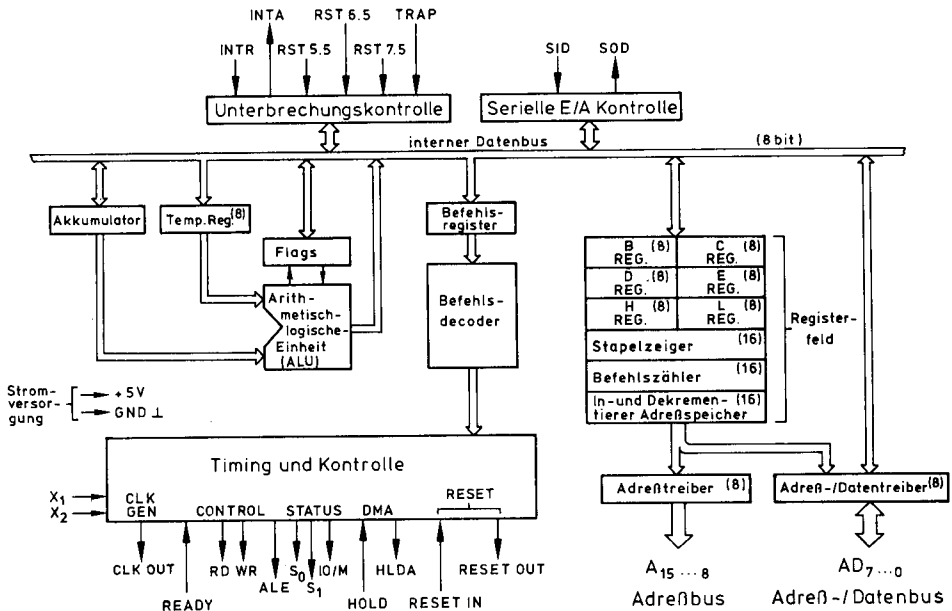 INTA
RST 6.5
TRAP
INTR
RST 5.5
RST 7.5
SID
SOD
Unterbrechungskontrolle
Serielle E/A Kontrolle
interner Datenbus
(8 bit)
Akkumulator
Temp.Reg. (8)
Befehls-
register
Flags
B (8)
REG.
C (8)
REG.
D (8)
REG.
E (8)
REG.
H (8)
REG.
L (8)
REG.
Register-
feld
Arith-
metisch-
logische-
Einheit
(ALU)
Befehls-
decoder
Stapelzeiger (16)
Befehlszähler (16)
In-und Dekremen- (16)
tierer Adreßspeicher
Strom-
versor-
gung
+5V
GND ⊥
Timing und Kontrolle
Adreßtreiber (8)
Adreß-/Datentreiber (8)
X1
X2
CLK
GEN
CONTROL
STATUS
DMA
RESET
CLK OUT
READY
RD
WR
ALE
S0
S1
IO/M
HOLD
HLDA
RESET IN
RESET OUT
A15...8
Adreßbus
AD7...0
Adreß-/Datenbus